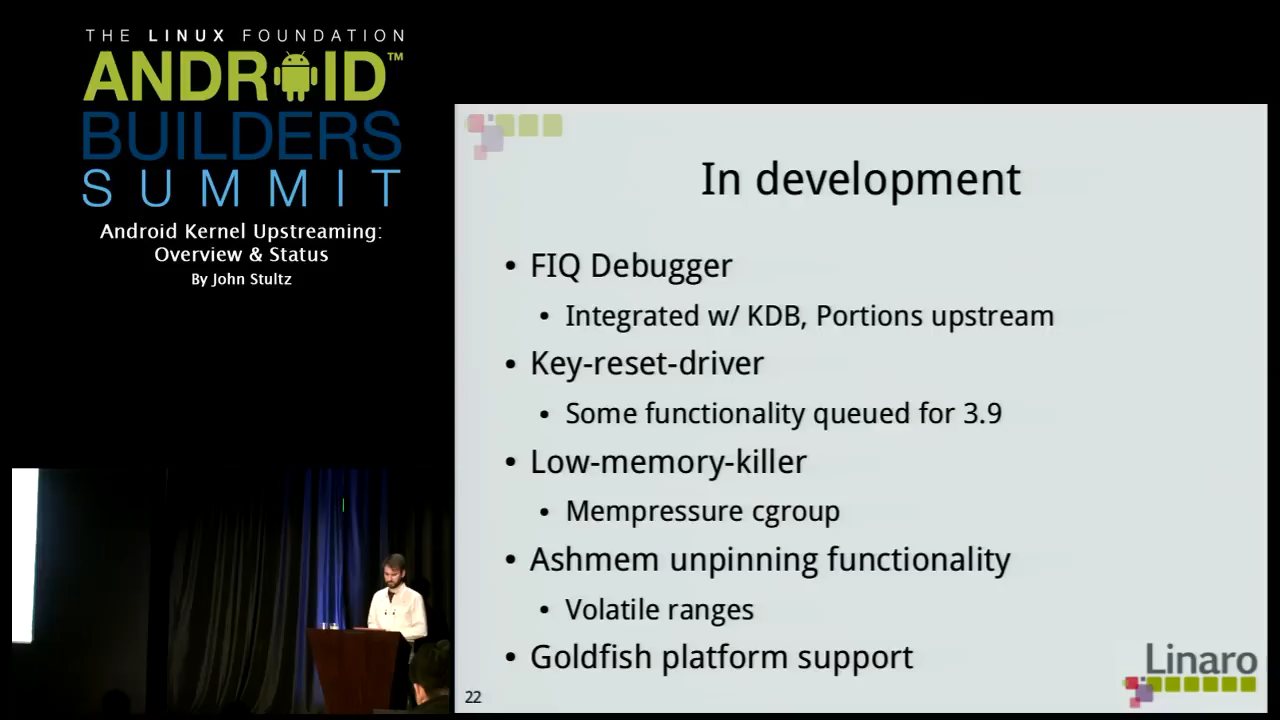 THE LINUX FOUNDATION
ANDROID™
BUILDERS
SUMMIT
Android Kernel Upstreaming:
Overview & Status
By John Stultz
In development
• FIQ Debugger
• Integrated w/ KDB, Portions upstream
• Key-reset-driver
• Some functionality queued for 3.9
• Low-memory-killer
• Mempressure cgroup
• Ashmem unpinning functionality
• Volatile ranges
• Goldfish platform support
22
Linaro